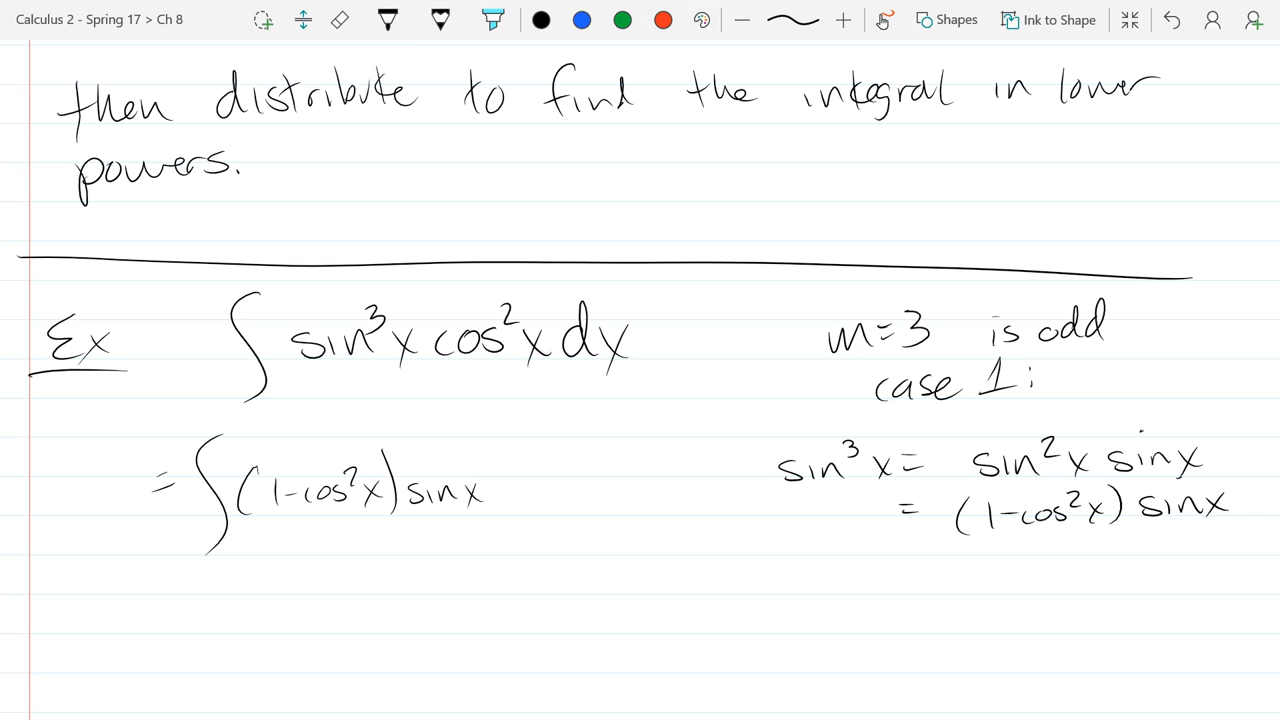 Calculus 2 - Spring 17 > Ch 8 Shapes Ink to Shape
then distribute to find the integral in lower
powers.
Ex ∫ sin³x cos²x dx m=3 is odd
case 1:
= ∫ (1-cos²x) sinx sin³x = sin²x sinx
= (1-cos²x) sinx